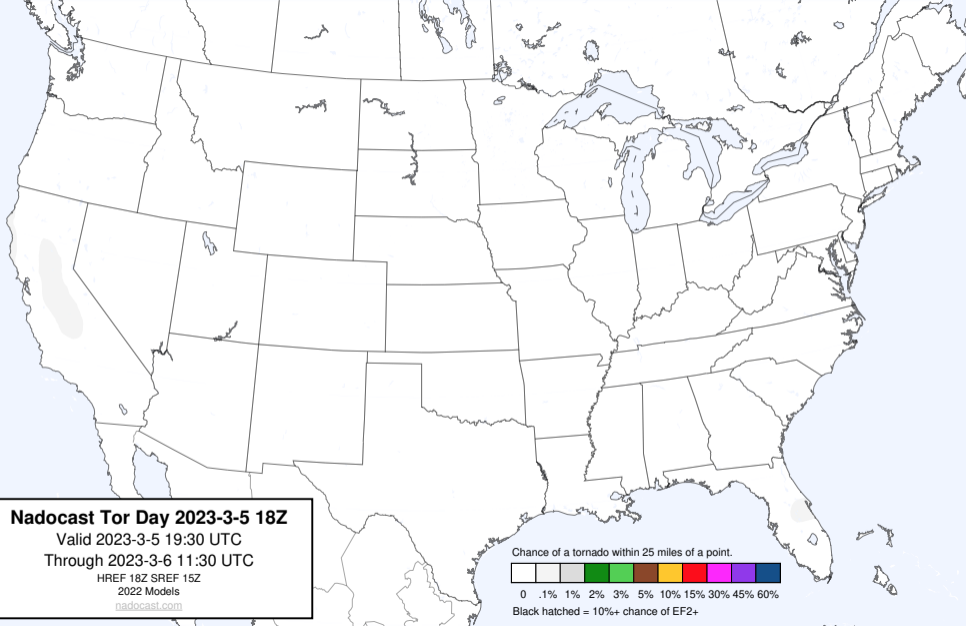 Nadocast Tor Day 2023-3-5 18Z
Valid 2023-3-5 19:30 UTC
Through 2023-3-6 11:30 UTC
HREF 18Z SREF 15Z
2022 Models
nadocast.com
Chance of a tornado within 25 miles of a point.
0 .1% 1% 2% 3% 5% 10% 15% 30% 45% 60%
Black hatched = 10%+ chance of EF2+